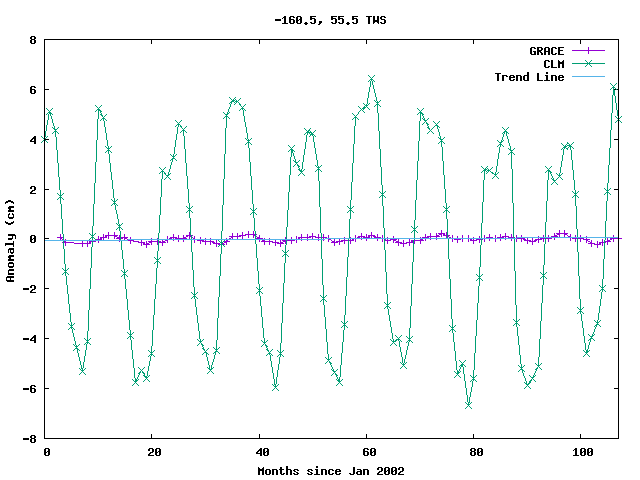 -160.5, 55.5 TWS
GRACE
CLM
Trend Line
8
6
4
2
0
-2
-4
-6
-8
Anomaly (cm)
0 20 40 60 80 100
Months since Jan 2002